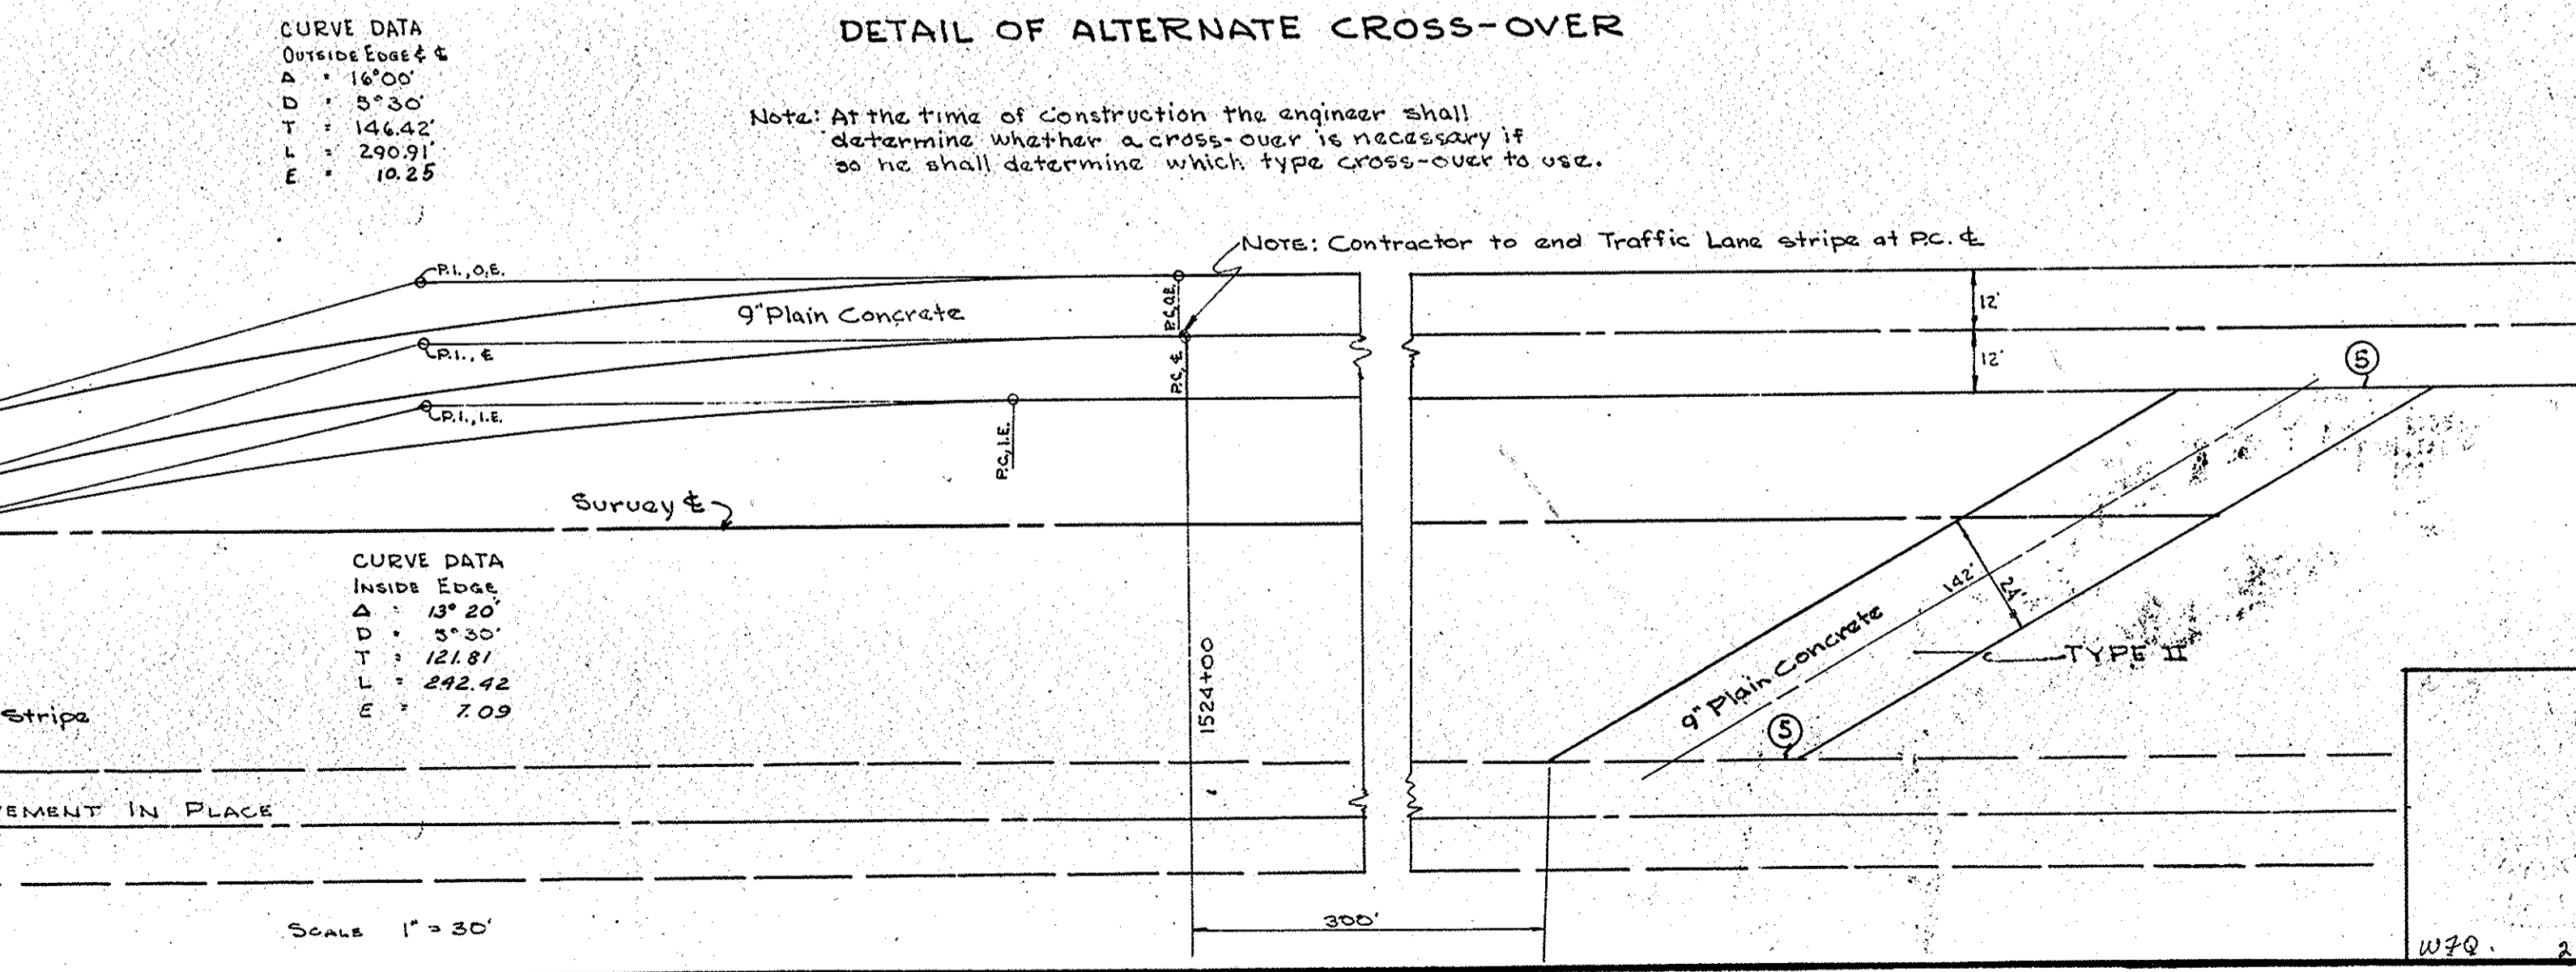 DETAIL OF ALTERNATE CROSS-OVER
CURVE DATA
OUTSIDE EDGE & ℄
Δ = 16°00'
D = 5°30'
T = 146.42'
L = 290.91'
E = 10.25
Note: At the time of construction the engineer shall
determine whether a cross-over is necessary if
so he shall determine which type cross-over to use.
NOTE: Contractor to end Traffic Lane stripe at P.C. ℄
P.I., O.E.
P.C., O.E.
9" Plain Concrete
12'
P.I., ℄
P.C., ℄
12'
5
P.I., I.E.
P.C., I.E.
Survey ℄
CURVE DATA
INSIDE EDGE
Δ = 13° 20'
D = 5°30'
T = 121.81
L = 242.42
E = 7.09
142'
24'
9" Plain Concrete
TYPE II
1524+00
Stripe
5
EMENT IN PLACE
300'
SCALE 1" = 30'
WZQ. 2